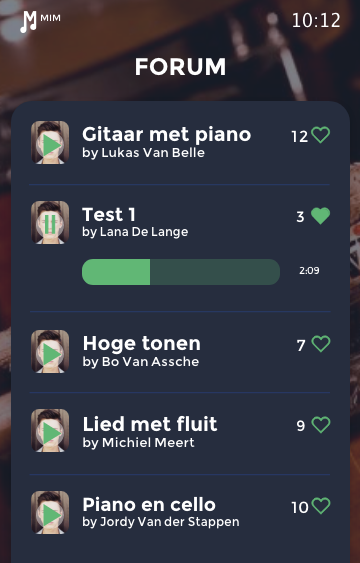 MIM
10:12
FORUM
Gitaar met piano
12
by Lukas Van Belle
Test 1
3
by Lana De Lange
2:09
Hoge tonen
7
by Bo Van Assche
Lied met fluit
9
by Michiel Meert
Piano en cello
10
by Jordy Van der Stappen